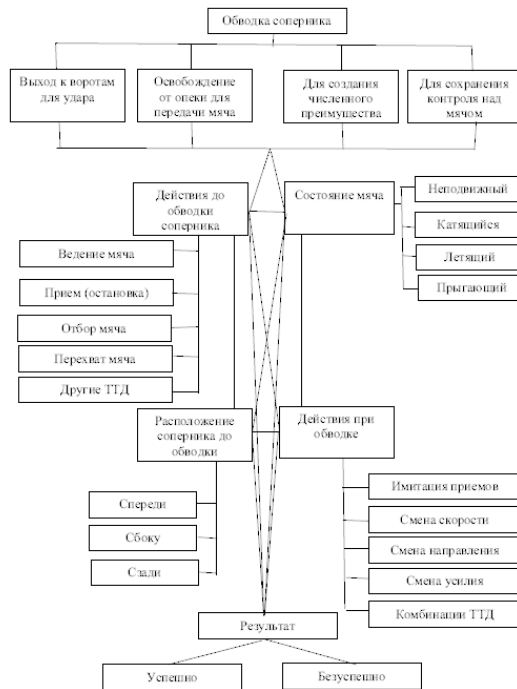 Обводка соперника
Выход к воротам
для удара
Освобождение
от опеки для
передачи мяча
Для создания
численного
преимущества
Для сохранения
контроля над
мячом
Действия до
обводки
соперника
Состояние мяча
Неподвижный
Катящийся
Летящий
Прыгающий
Ведение мяча
Прием (остановка)
Отбор мяча
Перехват мяча
Другие ТТД
Расположение
соперника до
обводки
Действия при
обводке
Спереди
Сбоку
Сзади
Имитация приемов
Смена скорости
Смена направления
Смена усилия
Комбинации ТТД
Результат
Успешно
Безуспешно